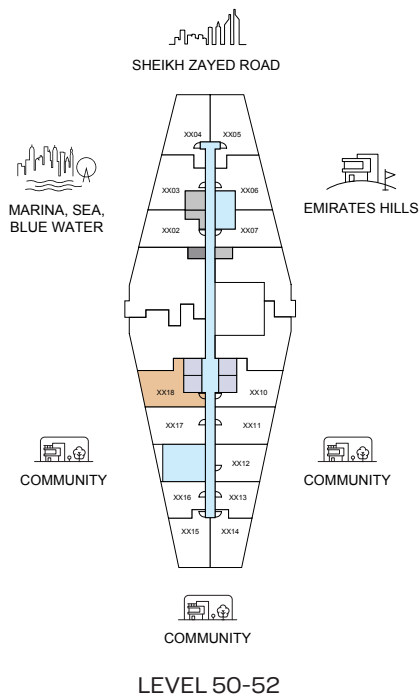 SHEIKH ZAYED ROAD
XX04
XX05
MARINA, SEA,
BLUE WATER
EMIRATES HILLS
XX03
XX06
XX02
XX07
XX18
XX10
XX17
XX11
XX12
COMMUNITY
COMMUNITY
XX16
XX13
XX15
XX14
COMMUNITY
LEVEL 50-52